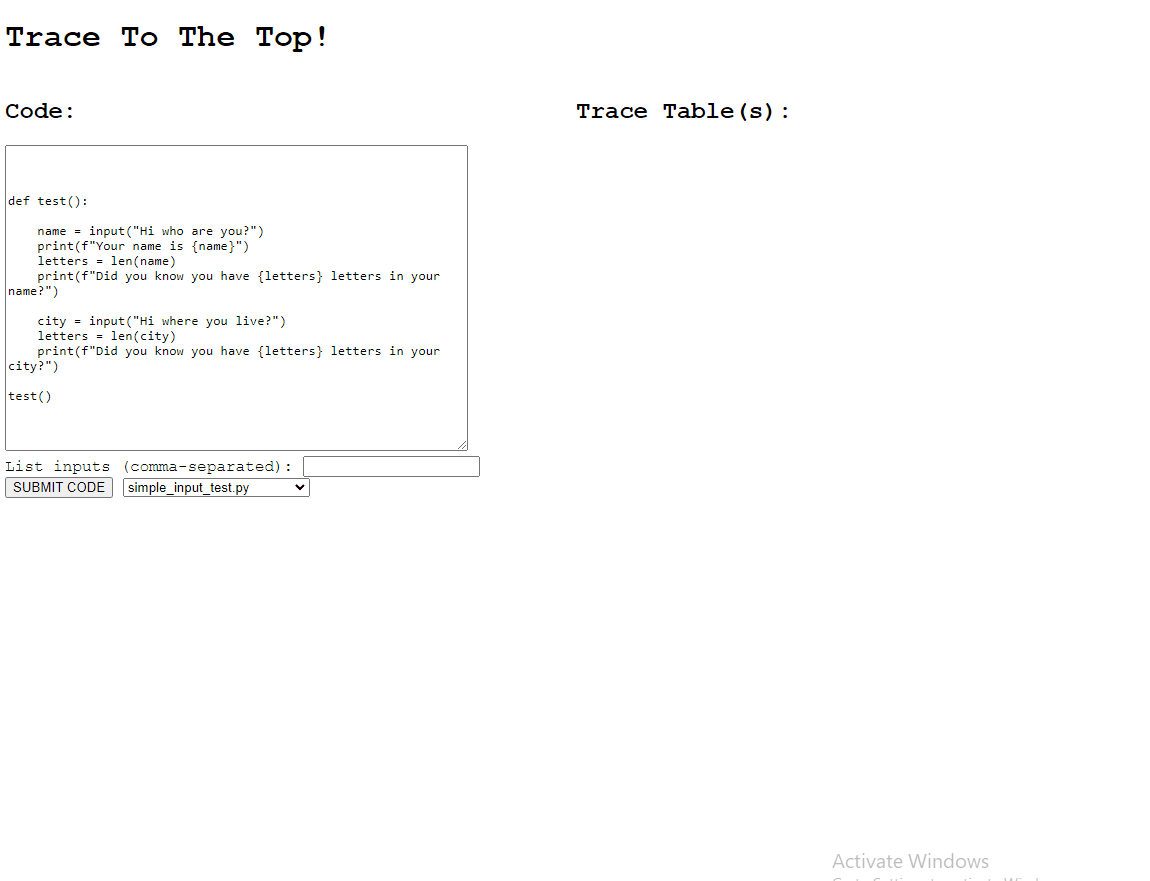 Trace To The Top!
Code:
Trace Table(s):
def test():
name = input("Hi who are you?")
print(f"Your name is {name}")
letters = len(name)
print(f"Did you know you have {letters} letters in your
name?")
city = input("Hi where you live?")
letters = len(city)
print(f"Did you know you have {letters} letters in your
city?")
test()
List inputs (comma-separated):
SUBMIT CODE
simple_input_test.py
Activate Windows